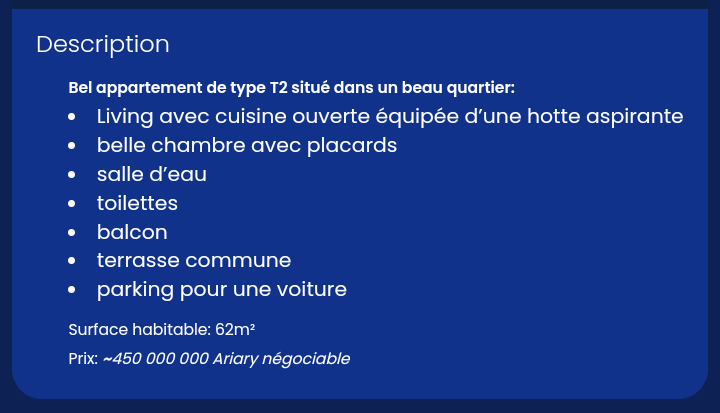 Description
Bel appartement de type T2 situé dans un beau quartier:
• Living avec cuisine ouverte équipée d’une hotte aspirante
• belle chambre avec placards
• salle d’eau
• toilettes
• balcon
• terrasse commune
• parking pour une voiture
Surface habitable: 62m²
Prix: ~450 000 000 Ariary négociable